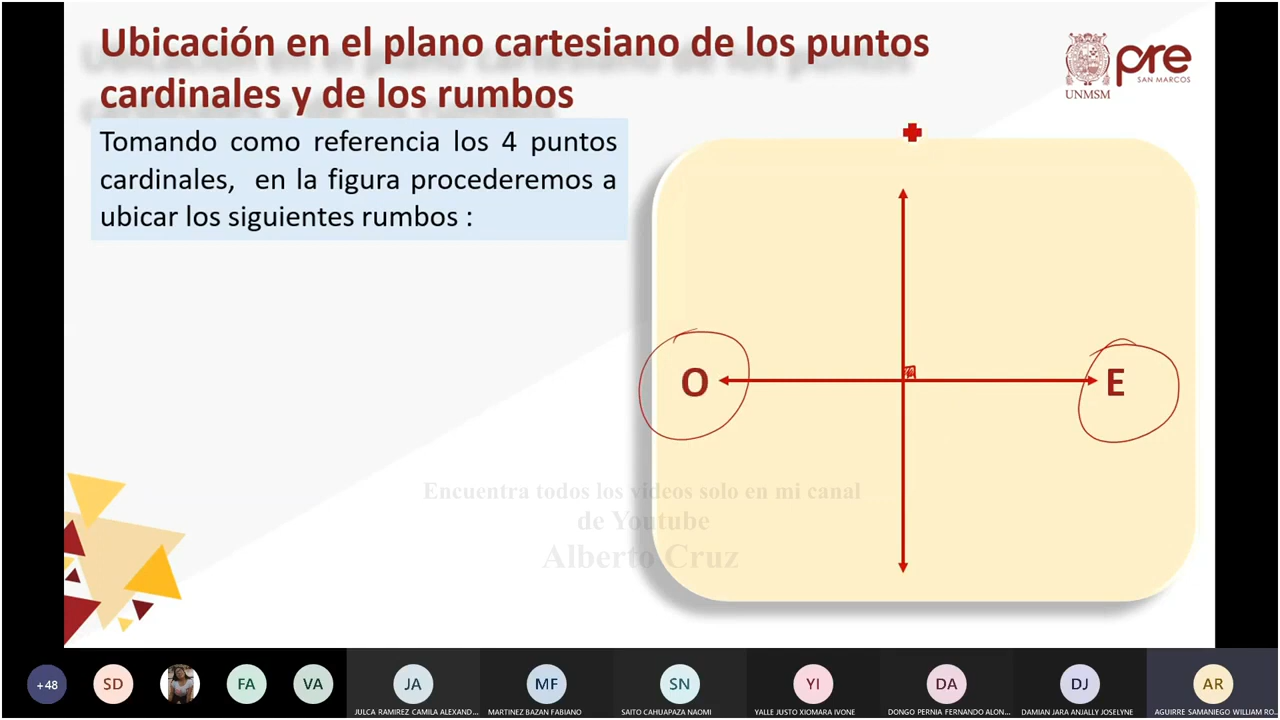 Ubicación en el plano cartesiano de los puntos
cardinales y de los rumbos
pre
SAN MARCOS
UNMSM
Tomando como referencia los 4 puntos
cardinales, en la figura procederemos a
ubicar los siguientes rumbos :
O
E
Encuentra todos los videos solo en mi canal
de Youtube
Alberto Cruz
+48
SD
FA
VA
JA
MF
SN
YI
DA
DJ
AR
JULCA RAMIREZ CAMILA ALEXAND...
MARTINEZ BAZAN FABIANO
SAITO CAHUAPAZA NAOMI
YALLE JUSTO XIOMARA IVONE
DONGO PERNIA FERNANDO ALON...
DAMIAN JARA ANJALLY JOSELYNE
AGUIRRE SAMANIEGO WILLIAM RO...